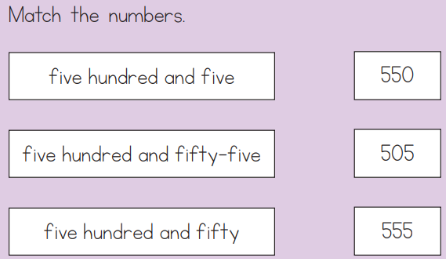 Match the numbers.
five hundred and five 550
five hundred and fifty-five 505
five hundred and fifty 555